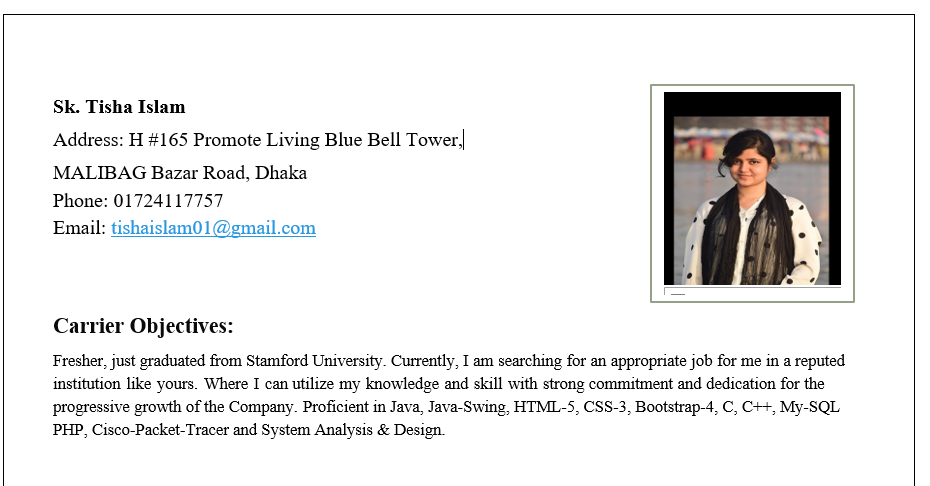 Sk. Tisha Islam
Address: H #165 Promote Living Blue Bell Tower,
MALIBAG Bazar Road, Dhaka
Phone: 01724117757
Email: tishaislam01@gmail.com
Carrier Objectives:
Fresher, just graduated from Stamford University. Currently, I am searching for an appropriate job for me in a reputed
institution like yours. Where I can utilize my knowledge and skill with strong commitment and dedication for the
progressive growth of the Company. Proficient in Java, Java-Swing, HTML-5, CSS-3, Bootstrap-4, C, C++, My-SQL
PHP, Cisco-Packet-Tracer and System Analysis & Design.